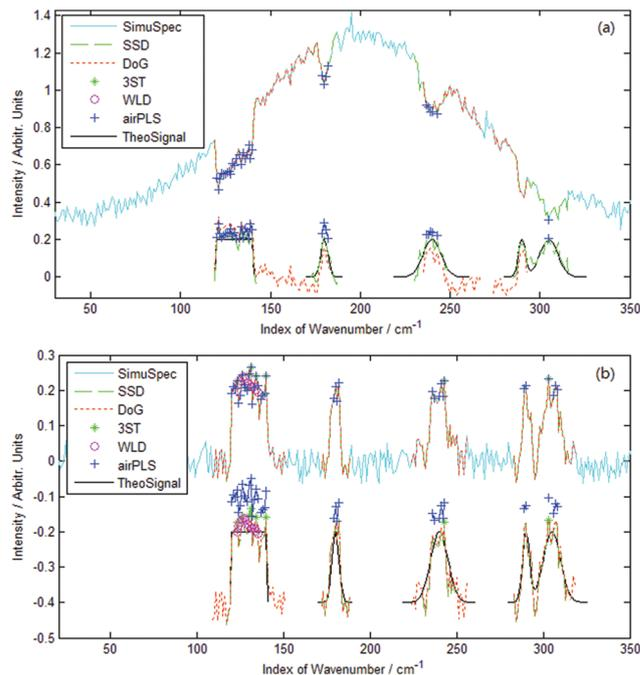 (a)
SimuSpec
SSD
DoG
3ST
WLD
airPLS
TheoSignal
Intensity / Arbitr. Units
1.4
1.2
1
0.8
0.6
0.4
0.2
0
50 100 150 200 250 300 350
Index of Wavenumber / cm-1
(b)
SimuSpec
SSD
DoG
3ST
WLD
airPLS
TheoSignal
Intensity / Arbitr. Units
0.3
0.2
0.1
0
-0.1
-0.2
-0.3
-0.4
-0.5
50 100 150 200 250 300 350
Index of Wavenumber / cm-1